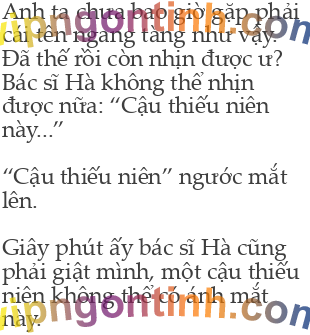 Anh ta chưa bao giờ gặp phải
cái tên ngang tàng như vậy.
Đã thế rồi còn nhịn được ư?
Bác sĩ Hà không thể nhịn
được nữa: “Cậu thiếu niên
này...”
“Cậu thiếu niên” ngước mắt
lên.
Giây phút ấy bác sĩ Hà cũng
phải giật mình, một cậu thiếu
niên không thể có ánh mắt
này.
vipngontinh.com
vipngontinh.com